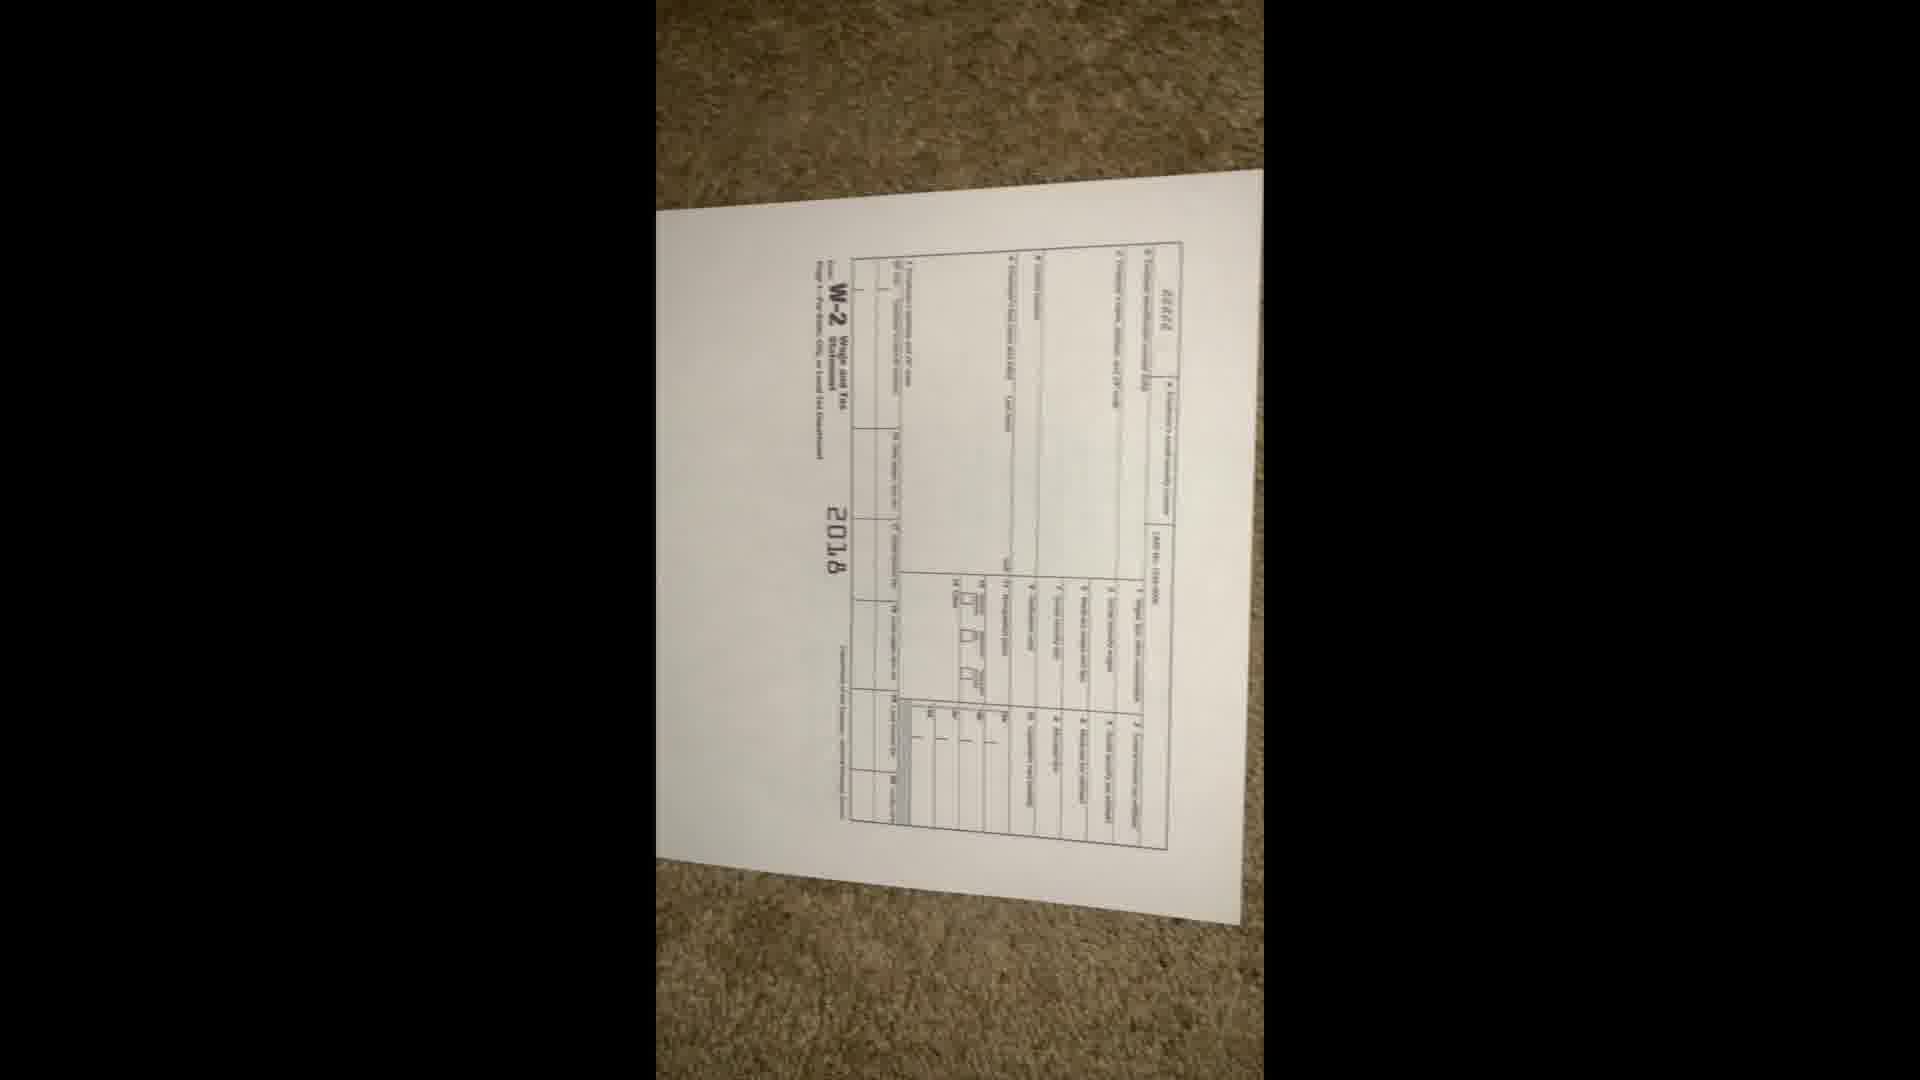 22222
a Employee's social security number
OMB No. 1545-0008
b Employer identification number (EIN)
1 Wages, tips, other compensation
2 Federal income tax withheld
c Employer's name, address, and ZIP code
3 Social security wages
4 Social security tax withheld
5 Medicare wages and tips
6 Medicare tax withheld
7 Social security tips
8 Allocated tips
d Control number
9
10 Dependent care benefits
e Employee's first name and initial
Last name
Suff.
11 Nonqualified plans
12a
13
12b
14 Other
12c
12d
f Employee's address and ZIP code
15 State
16 State wages, tips, etc.
17 State income tax
18 Local wages, tips, etc.
19 Local income tax
20
Form W-2 Wage and Tax Statement
2018
Department of the Treasury - Internal Revenue Service
Copy 1 - For State, City, or Local Tax Department